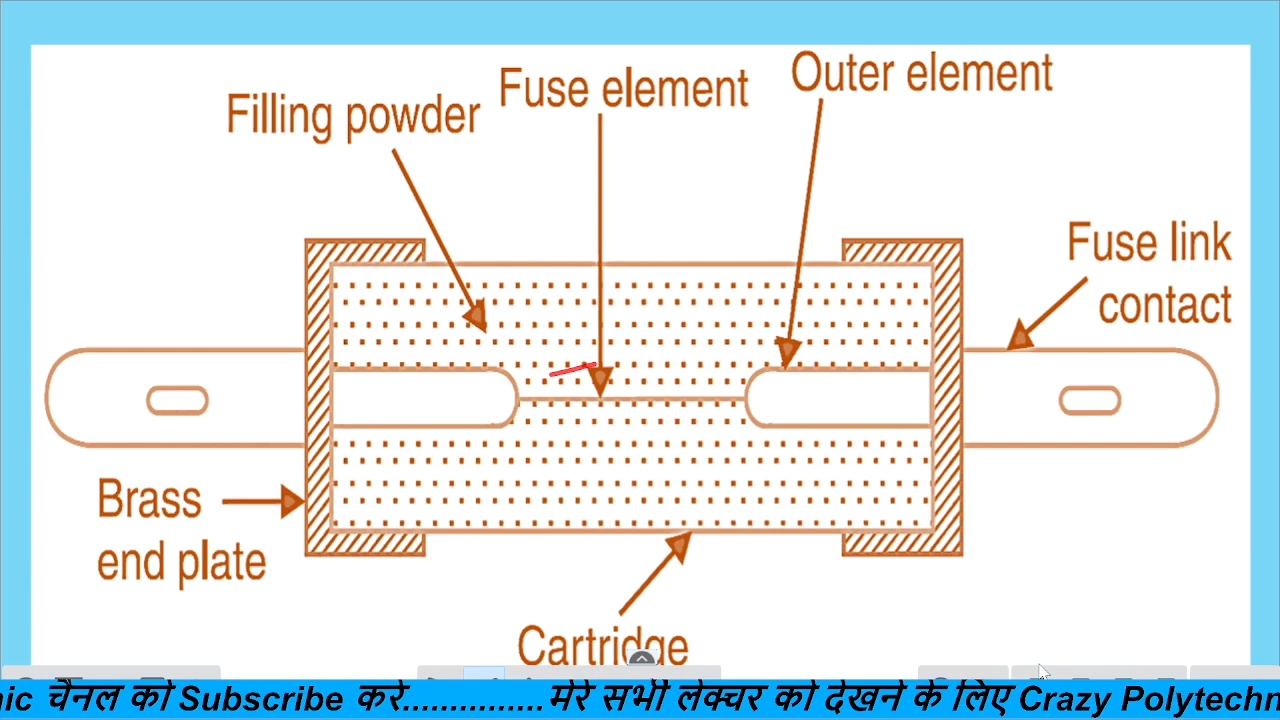 Filling powder
Fuse element
Outer element
Fuse link
contact
Brass
end plate
Cartridge
चैनल को Subscribe करे...............मेरे सभी लेक्चर को देखने के लिए Crazy